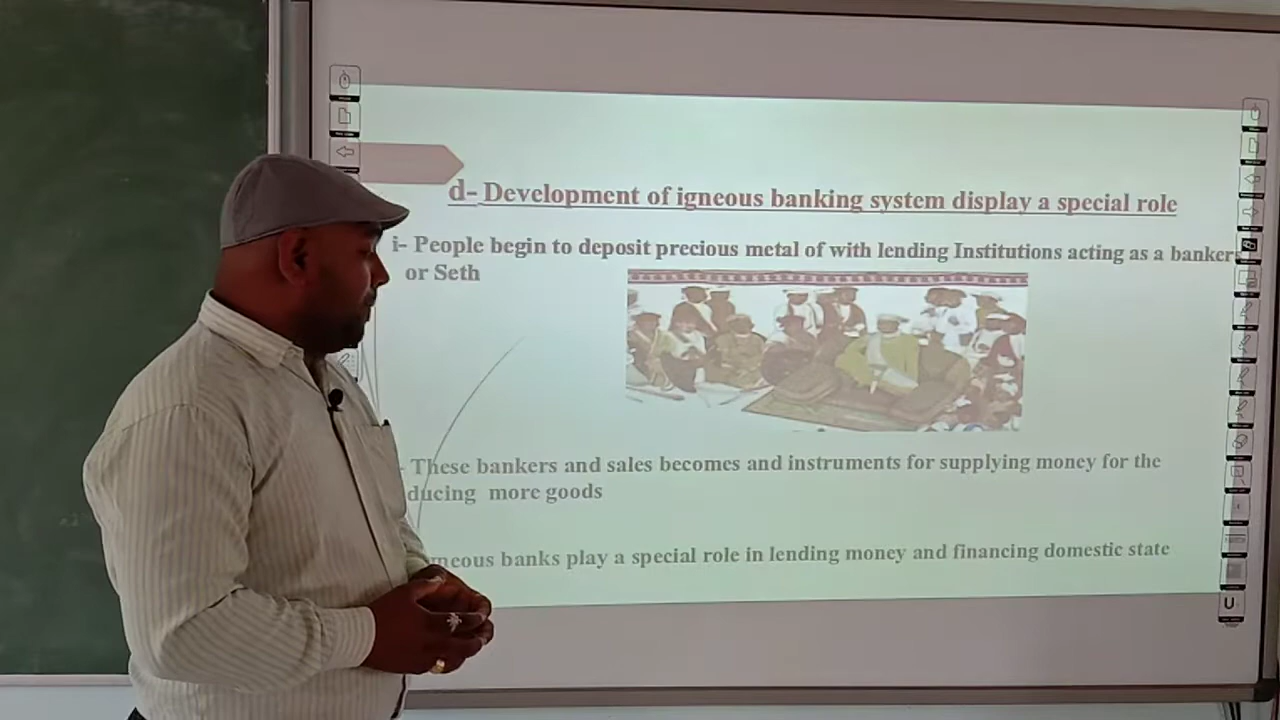 d- Development of igneous banking system display a special role
i- People begin to deposit precious metal of with lending Institutions acting as a banker
or Seth
These bankers and sales becomes and instruments for supplying money for the
ducing more goods
neous banks play a special role in lending money and financing domestic state
U